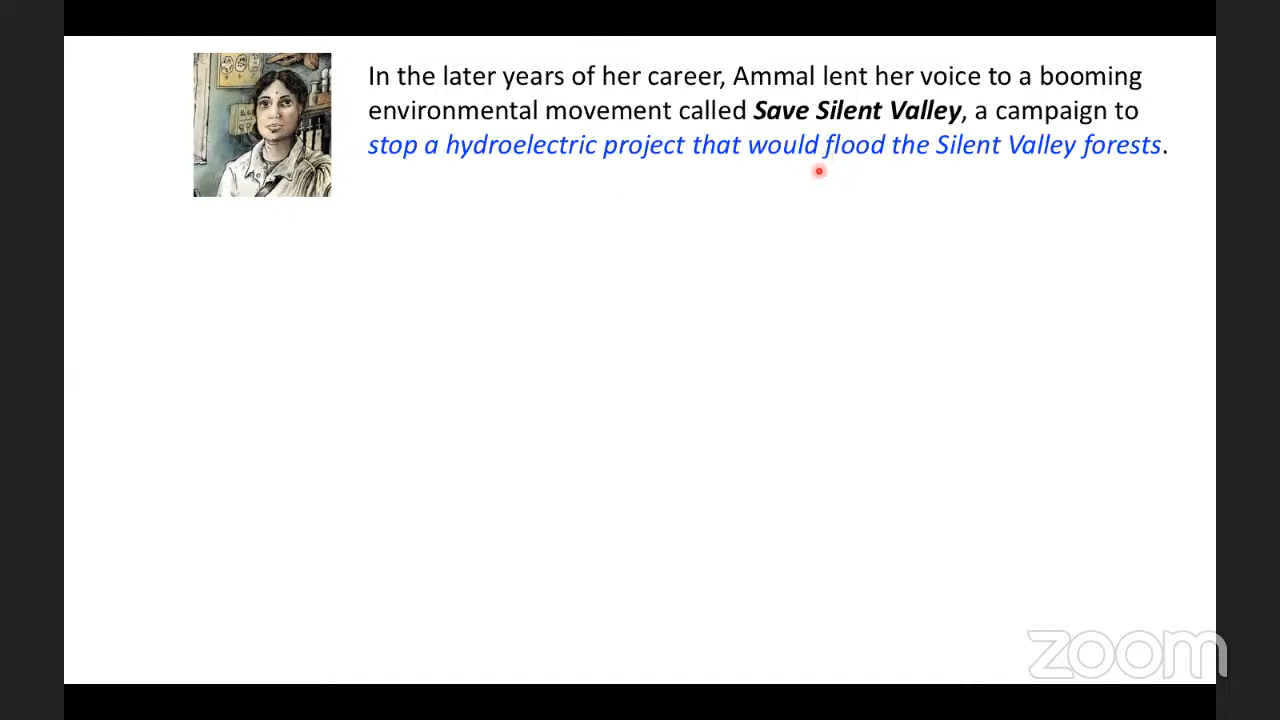 In the later years of her career, Ammal lent her voice to a booming
environmental movement called Save Silent Valley, a campaign to
stop a hydroelectric project that would flood the Silent Valley forests.
zoom